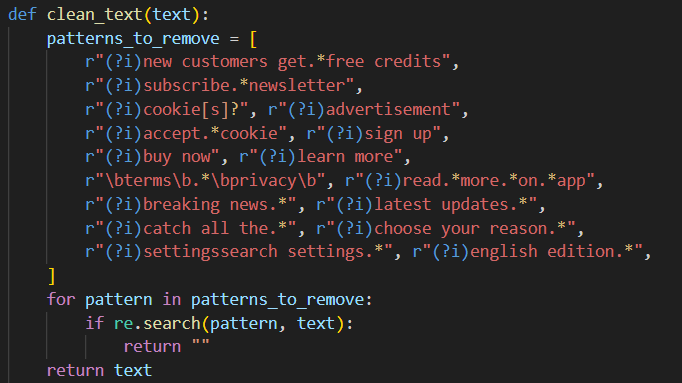 def clean_text(text):
    patterns_to_remove = [
        r"(?i)new customers get.*free credits",
        r"(?i)subscribe.*newsletter",
        r"(?i)cookie[s]?", r"(?i)advertisement",
        r"(?i)accept.*cookie", r"(?i)sign up",
        r"(?i)buy now", r"(?i)learn more",
        r"\bterms\b.*\bprivacy\b", r"(?i)read.*more.*on.*app",
        r"(?i)breaking news.*", r"(?i)latest updates.*",
        r"(?i)catch all the.*", r"(?i)choose your reason.*",
        r"(?i)settingssearch settings.*", r"(?i)english edition.*",
    ]
    for pattern in patterns_to_remove:
        if re.search(pattern, text):
            return ""
    return text